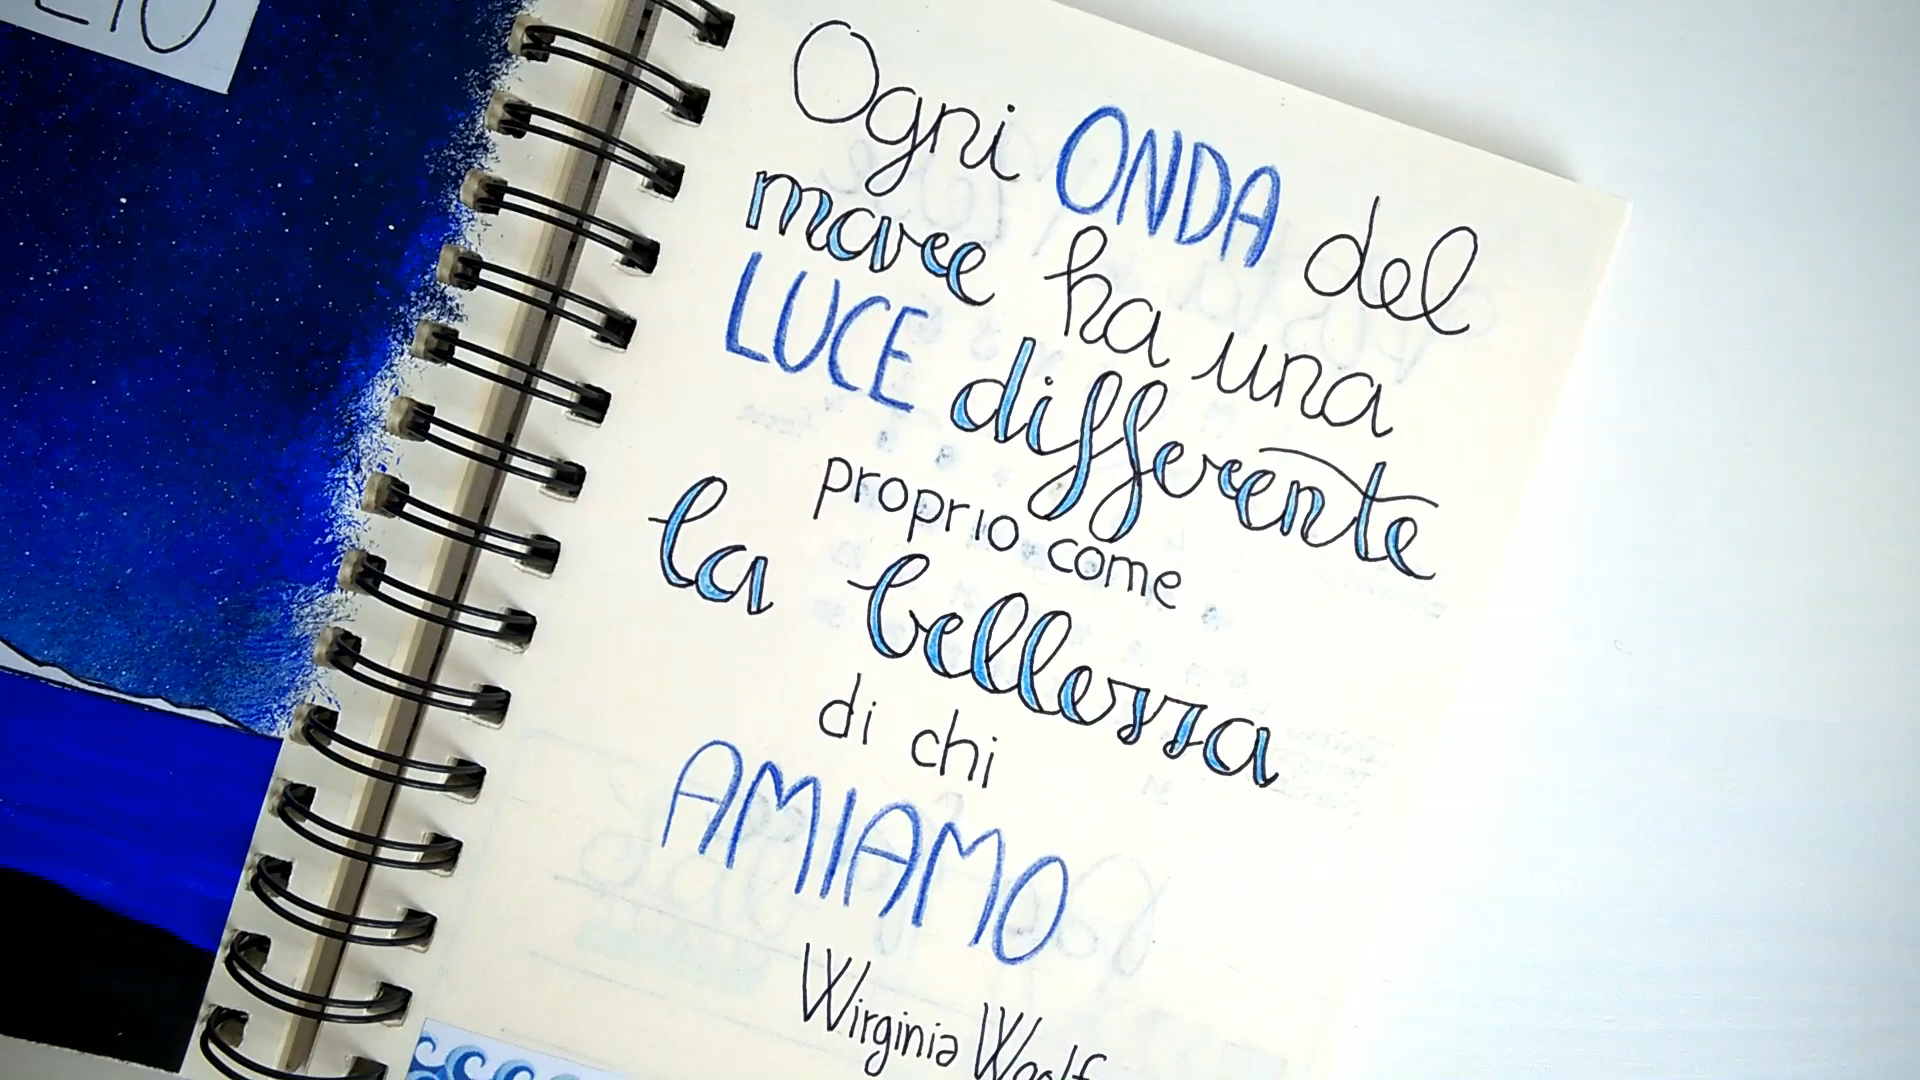 Ogni ONDA del
mare ha una
LUCE differente
proprio come
la bellezza
di chi
AMIAMO
Wirginia Woolf